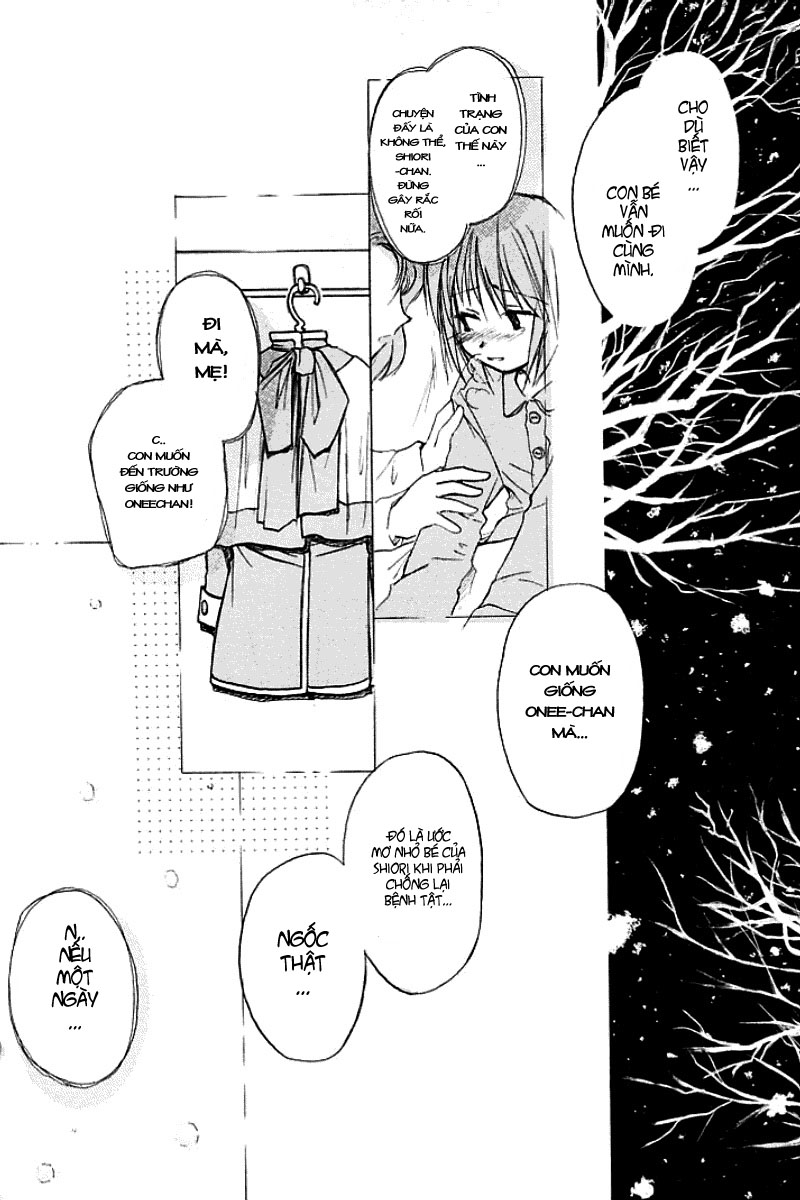 CHO
DÙ
BIẾT
VẬY
...
CON BÉ
VẪN
MUỐN ĐI
CÙNG
MÌNH.
TÌNH
TRẠNG
CỦA CON
THẾ NÀY
...
CHUYỆN
ĐẤY LÁ
KHÔNG THỂ,
SHIORI
-CHAN.
ĐỪNG
GÂY RẮC
RỐI
NỮA.
ĐI
MÀ,
MẸ!
C..
CON MUỐN
ĐẾN TRƯỜNG
GIỐNG NHƯ
ONEECHAN!
CON MUỐN
GIỐNG
ONEE-CHAN
MÀ...
ĐÓ LÀ ƯỚC
MƠ NHỎ BÉ CỦA
SHIORI KHI PHẢI
CHỐNG LẠI
BỆNH TẬT...
NGỐC
THẬT
...
N..
NẾU
MỘT
NGÀY
...